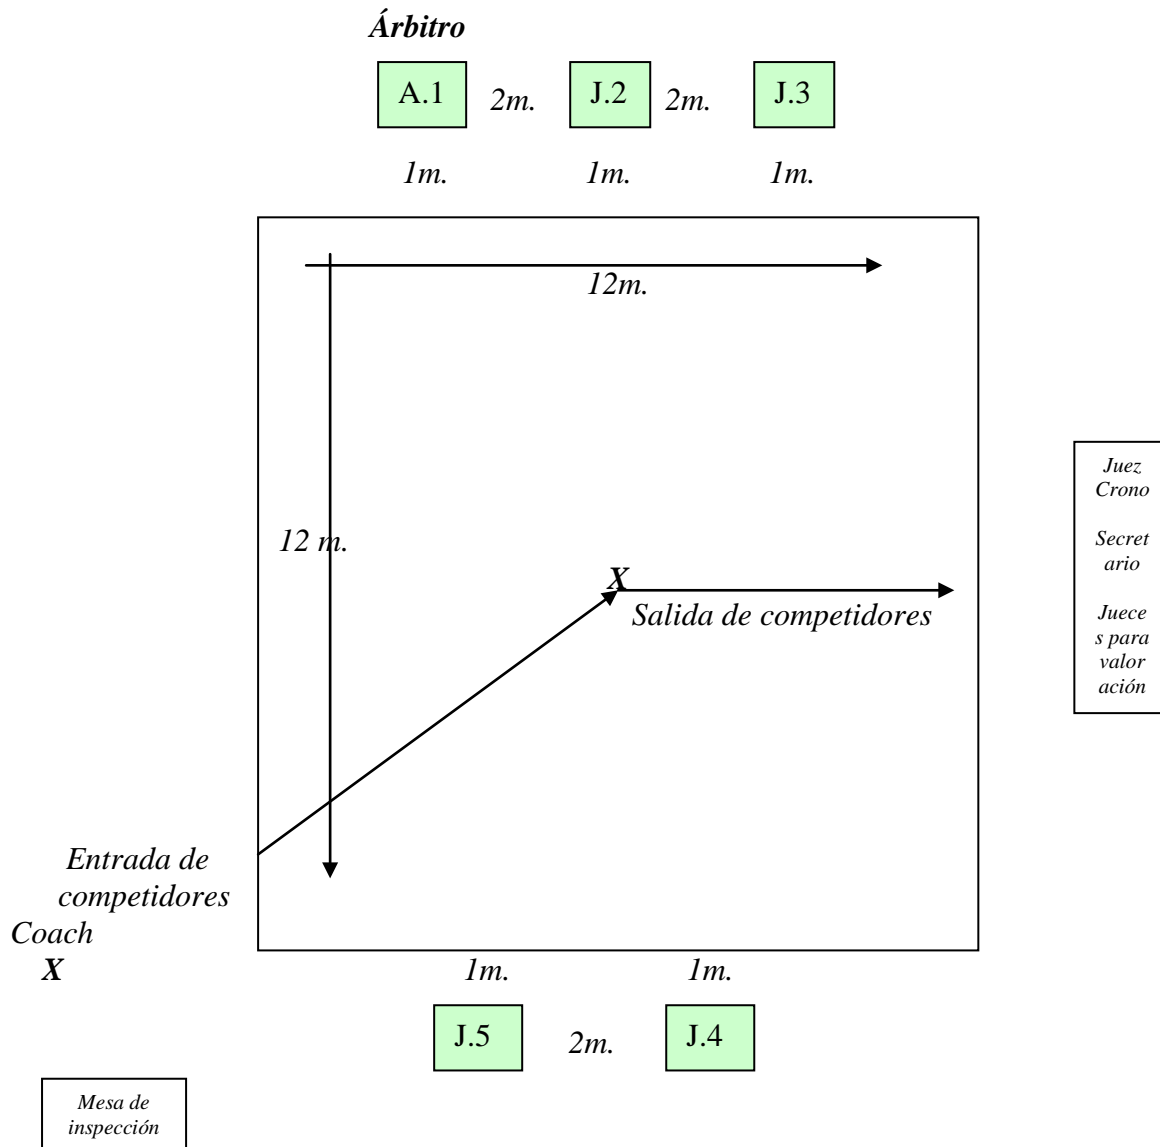 Árbitro
A.1 2m. J.2 2m. J.3
1m. 1m. 1m.
12m.
12 m.
X
Salida de competidores
Juez
Crono
Secret
ario
Juece
s para
valor
ación
Entrada de
competidores
Coach
X
1m. 1m.
J.5 2m. J.4
Mesa de
inspección